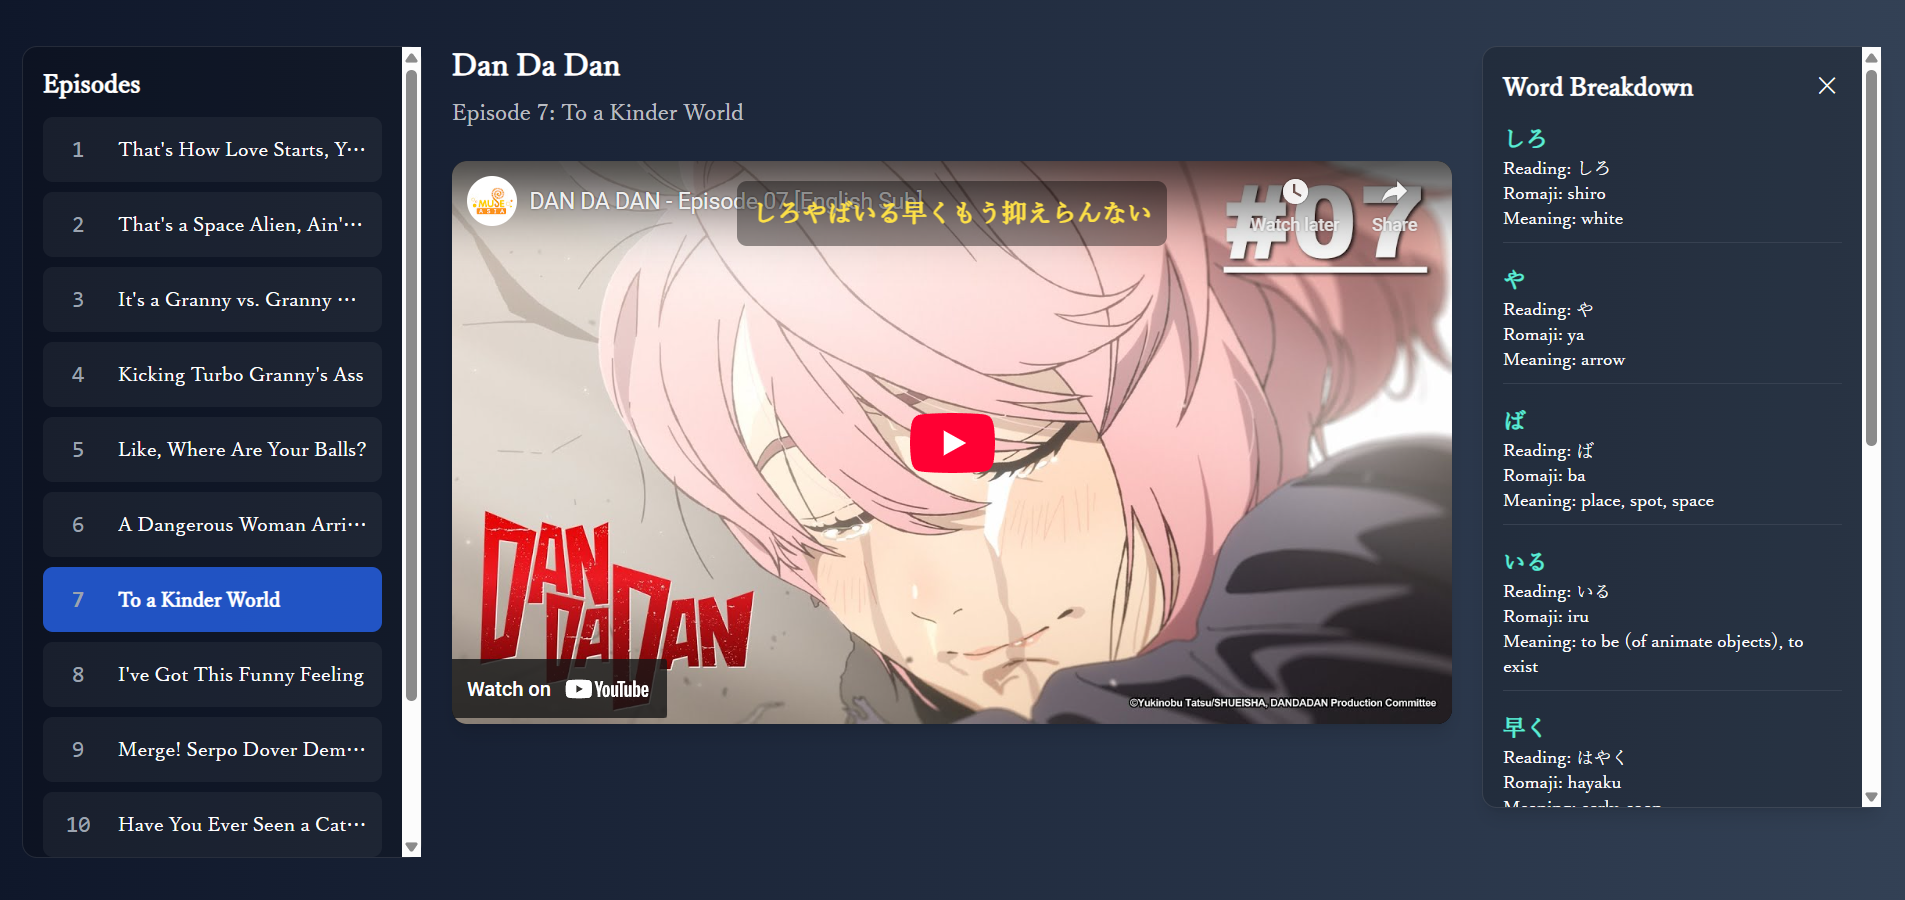 Episodes
1 That's How Love Starts, Y…
2 That's a Space Alien, Ain'…
3 It's a Granny vs. Granny …
4 Kicking Turbo Granny's Ass
5 Like, Where Are Your Balls?
6 A Dangerous Woman Arri…
7 To a Kinder World
8 I've Got This Funny Feeling
9 Merge! Serpo Dover Dem…
10 Have You Ever Seen a Cat…
Dan Da Dan
Episode 7: To a Kinder World
MUSE
ASIA
DAN DA DAN - Episode 07 [English Sub]
しろやばいる早くもう抑えらんない
#07
Watch later
Share
DAN
DA DAN
Watch on YouTube
©Yukinobu Tatsu/SHUEISHA, DANDADAN Production Committee
Word Breakdown
しろ
Reading: しろ
Romaji: shiro
Meaning: white
や
Reading: や
Romaji: ya
Meaning: arrow
ば
Reading: ば
Romaji: ba
Meaning: place, spot, space
いる
Reading: いる
Romaji: iru
Meaning: to be (of animate objects), to
exist
早く
Reading: はやく
Romaji: hayaku
Meaning: early, soon